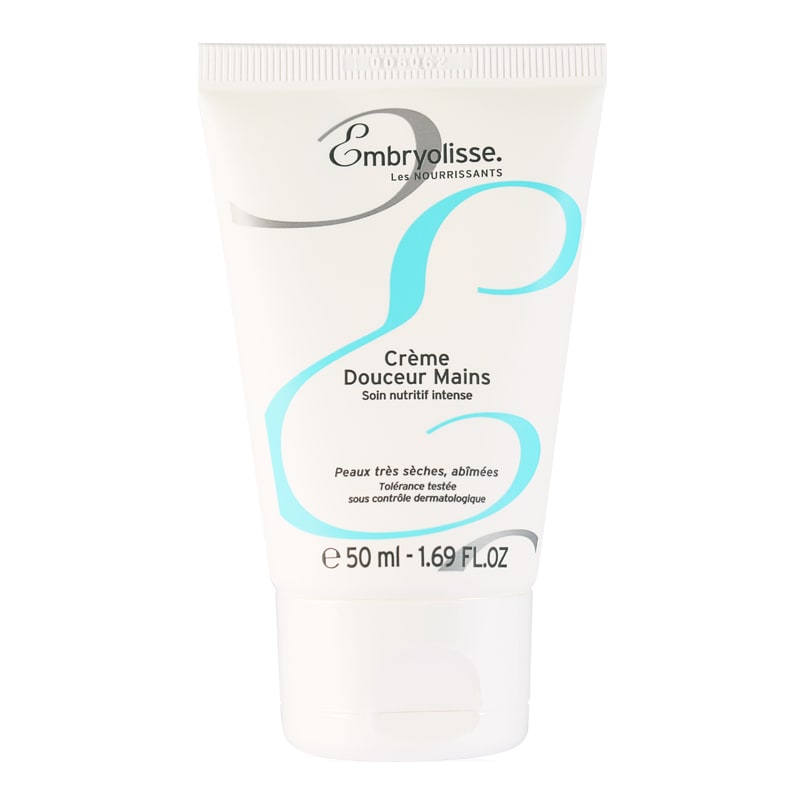 Embryolisse.
Les NOURRISSANTS
Crème
Douceur Mains
Soin nutritif intense
Peaux très sèches, abîmées
Tolérance testée
sous contrôle dermatologique
℮ 50 ml - 1.69 FL.OZ